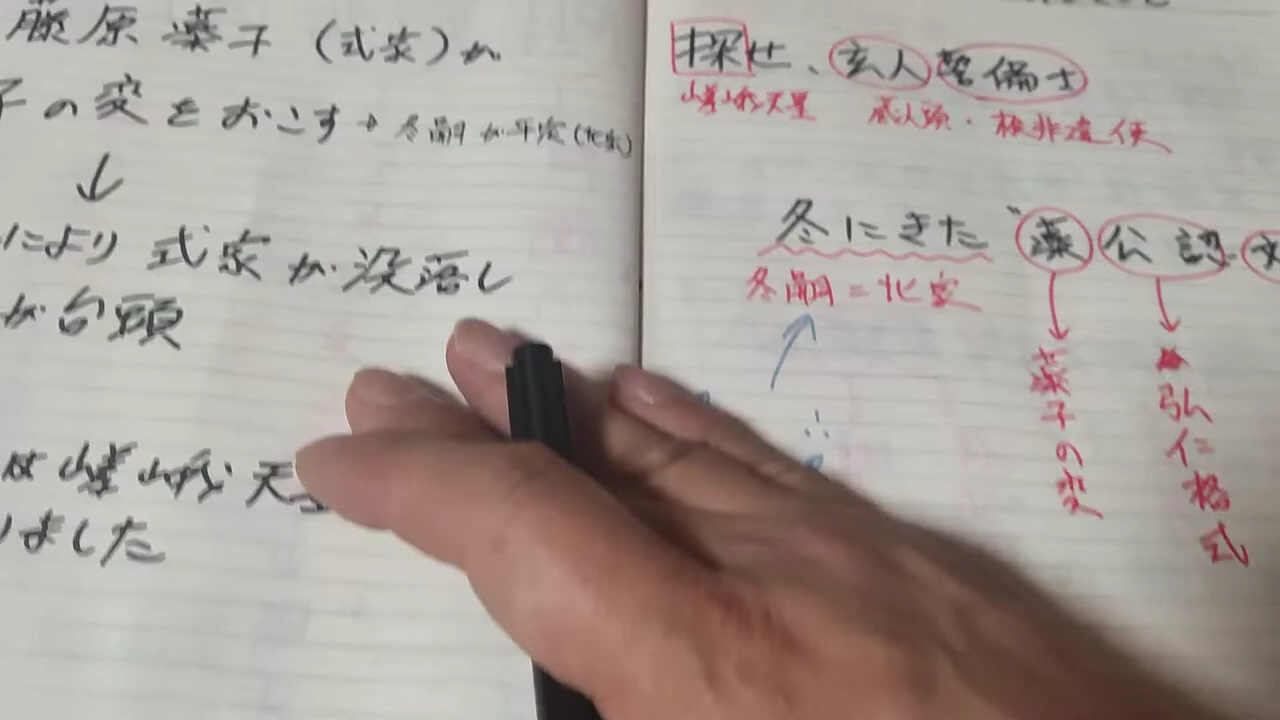 藤原薬子（式家）が
子の変をおこす→冬嗣が平定(北家)
↓
により式家が没落し
が台頭
は嵯峨天皇
りました
探せ、玄人警備士
嵯峨天皇 蔵人頭・検非違使
冬にきた 薬 公認
冬嗣=北家
薬子の変
弘仁格式